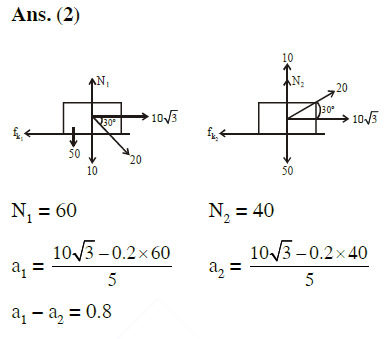 Ans. (2)
N₁
10√3
30°
fₖ₁
50
10
20
10
N₂
20
30°
10√3
fₖ₂
50
N₁ = 60
N₂ = 40
a₁ = (10√3 – 0.2 × 60) / 5
a₂ = (10√3 – 0.2 × 40) / 5
a₁ – a₂ = 0.8